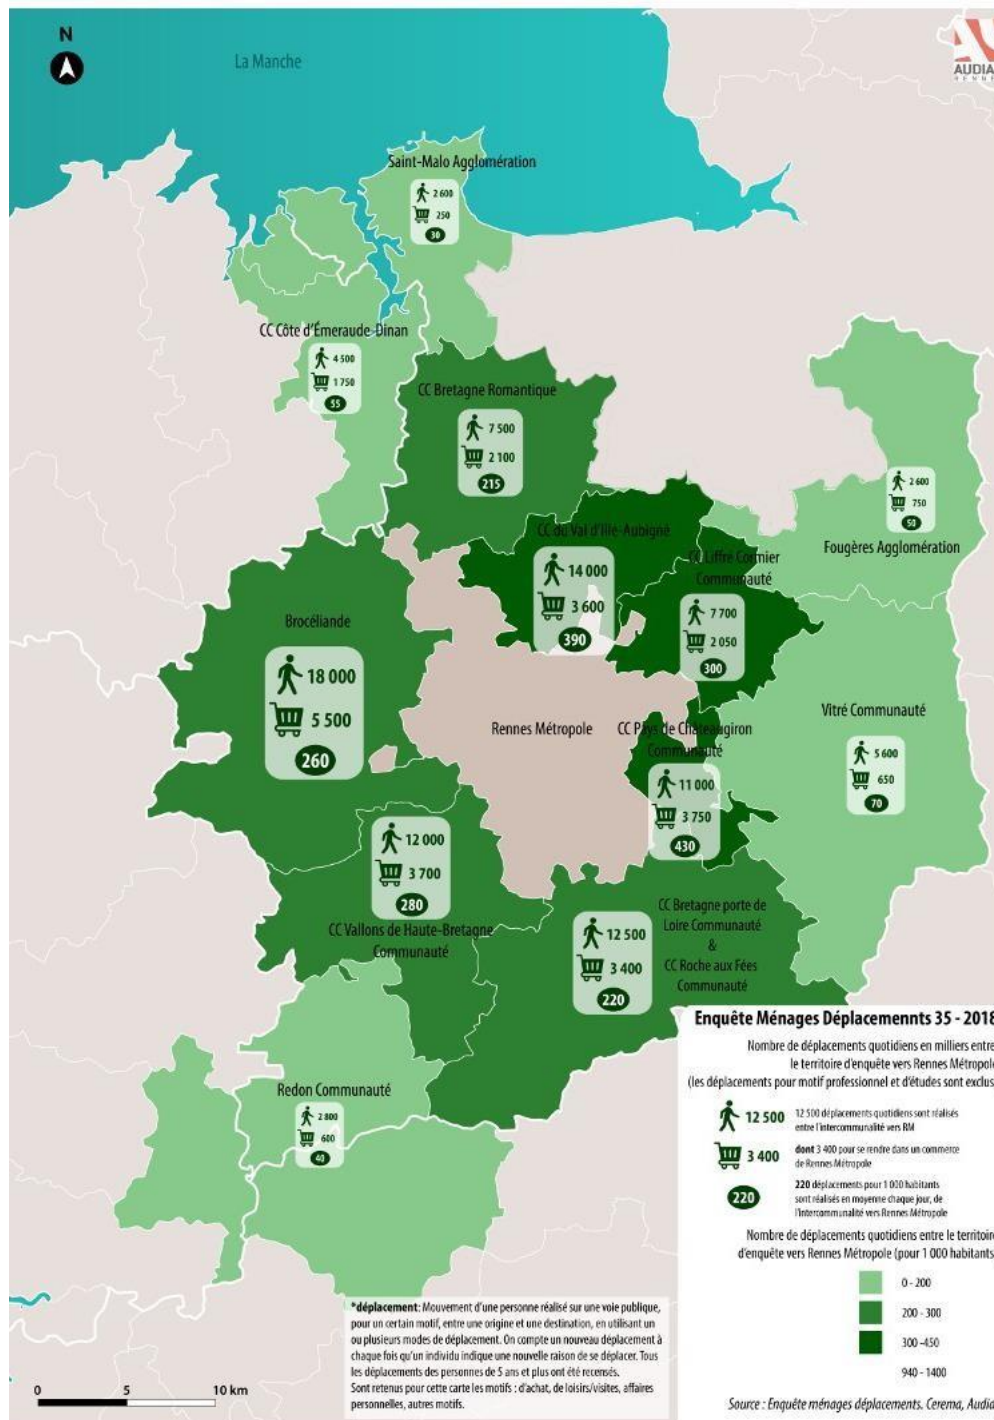 N
La Manche
AUDIA
RENNE
Saint-Malo Agglomération
2 600
250
30
CC Côte d'Émeraude-Dinan
4 500
1 750
55
CC Bretagne Romantique
7 500
2 100
215
2 600
750
50
Fougères Agglomération
CC du Val d'Ille-Aubigné
14 000
3 600
390
CC Liffré Cormier
Communauté
7 700
2 050
300
Brocéliande
18 000
5 500
260
Rennes Métropole
CC Pays de Châteaugiron
Communauté
11 000
3 750
430
Vitré Communauté
5 600
650
70
12 000
3 700
280
CC Vallons de Haute-Bretagne
Communauté
12 500
3 400
220
CC Bretagne porte de
Loire Communauté
&
CC Roche aux Fées
Communauté
Redon Communauté
2 800
600
40
Enquête Ménages Déplacemennts 35 - 2018
Nombre de déplacements quotidiens en milliers entre
le territoire d'enquête vers Rennes Métropole
(les déplacements pour motif professionnel et d'études sont exclus
12 500
12 500 déplacements quotidiens sont réalisés
entre l'intercommunalité vers RM
3 400
dont 3 400 pour se rendre dans un commerce
de Rennes Métropole
220
220 déplacements pour 1 000 habitants
sont réalisés en moyenne chaque jour, de
l'intercommunalité vers Rennes Métropole
Nombre de déplacements quotidiens entre le territoire
d'enquête vers Rennes Métropole (pour 1 000 habitants
0 - 200
200 - 300
300 -450
940 - 1400
Source : Enquête ménages déplacements. Cerema, Audia
*déplacement: Mouvement d'une personne réalisé sur une voie publique,
pour un certain motif, entre une origine et une destination, en utilisant un
ou plusieurs modes de déplacement. On compte un nouveau déplacement à
chaque fois qu'un individu indique une nouvelle raison de se déplacer. Tous
les déplacements des personnes de 5 ans et plus ont été recensés.
Sont retenus pour cette carte les motifs : d'achat, de loisirs/visites, affaires
personnelles, autres motifs.
0 5 10 km